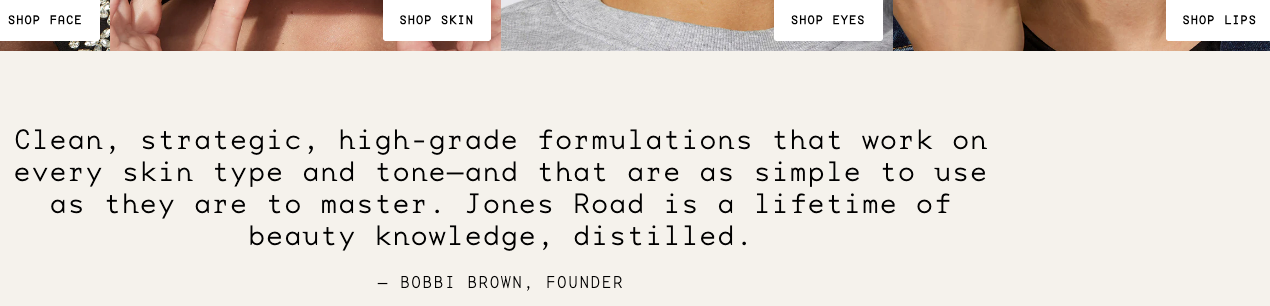 SHOP FACE
SHOP SKIN
SHOP EYES
SHOP LIPS
Clean, strategic, high-grade formulations that work on
every skin type and tone—and that are as simple to use
as they are to master. Jones Road is a lifetime of
beauty knowledge, distilled.
— BOBBI BROWN, FOUNDER